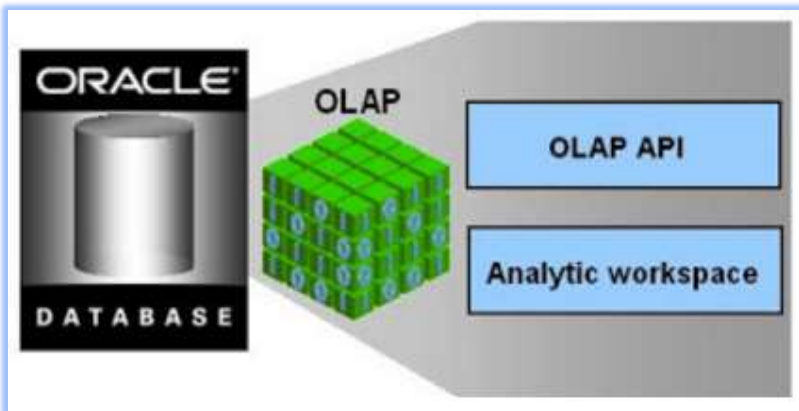 ORACLE®
DATABASE
OLAP
OLAP API
Analytic workspace